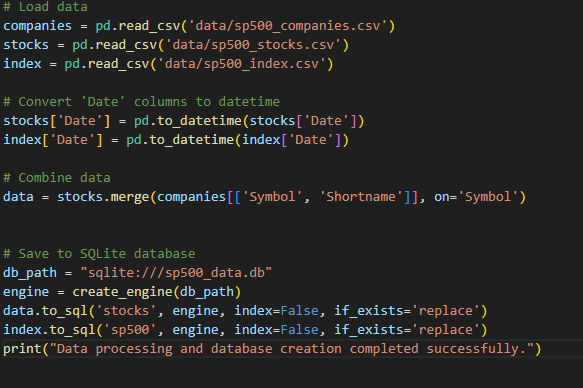 # Load data
companies = pd.read_csv('data/sp500_companies.csv')
stocks = pd.read_csv('data/sp500_stocks.csv')
index = pd.read_csv('data/sp500_index.csv')
# Convert 'Date' columns to datetime
stocks['Date'] = pd.to_datetime(stocks['Date'])
index['Date'] = pd.to_datetime(index['Date'])
# Combine data
data = stocks.merge(companies[['Symbol', 'Shortname']], on='Symbol')
# Save to SQLite database
db_path = "sqlite:///sp500_data.db"
engine = create_engine(db_path)
data.to_sql('stocks', engine, index=False, if_exists='replace')
index.to_sql('sp500', engine, index=False, if_exists='replace')
print("Data processing and database creation completed successfully.")